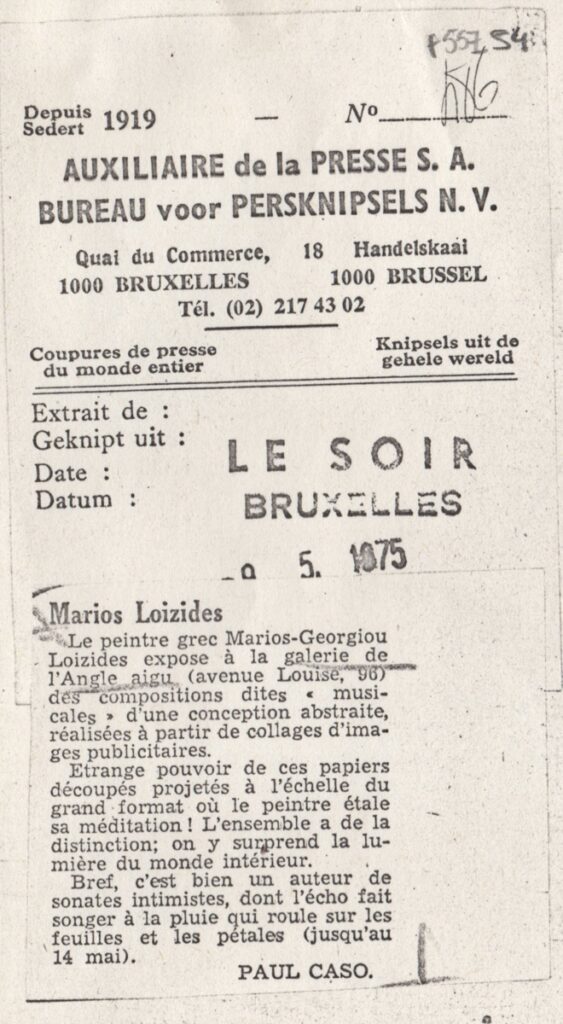 p557 54
Depuis
Sedert 1919 — No
AUXILIAIRE de la PRESSE S. A.
BUREAU voor PERSKNIPSELS N. V.
Quai du Commerce, 18 Handelskaai
1000 BRUXELLES 1000 BRUSSEL
Tél. (02) 217 43 02
Coupures de presse
du monde entier
Knipsels uit de
gehele wereld
Extrait de :
Geknipt uit :
Date :
Datum :
LE SOIR
BRUXELLES
5. 1975
Marios Loizides
Le peintre grec Marios-Georgiou
Loizides expose à la galerie de
l'Angle aigu (avenue Louise, 96)
des compositions dites « musi-
cales » d'une conception abstraite,
réalisées à partir de collages d'ima-
ges publicitaires.
Etrange pouvoir de ces papiers
découpés projetés à l'échelle du
grand format où le peintre étale
sa méditation ! L'ensemble a de la
distinction; on y surprend la lu-
mière du monde intérieur.
Bref, c'est bien un auteur de
sonates intimistes, dont l'écho fait
songer à la pluie qui roule sur les
feuilles et les pétales (jusqu'au
14 mai).
PAUL CASO.